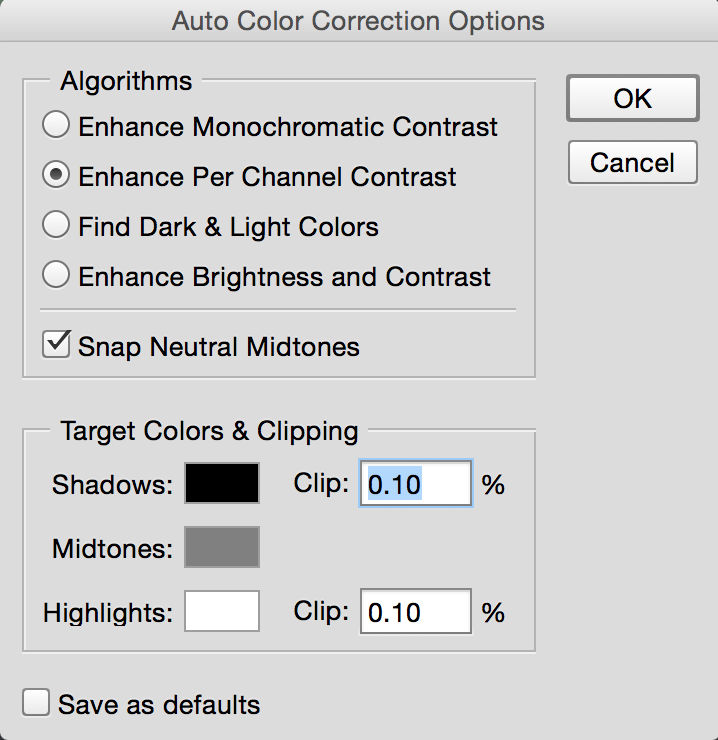 Auto Color Correction Options
Algorithms
OK
Enhance Monochromatic Contrast
Cancel
Enhance Per Channel Contrast
Find Dark & Light Colors
Enhance Brightness and Contrast
Snap Neutral Midtones
Target Colors & Clipping
Shadows: Clip: 0.10 %
Midtones:
Highlights: Clip: 0.10 %
Save as defaults